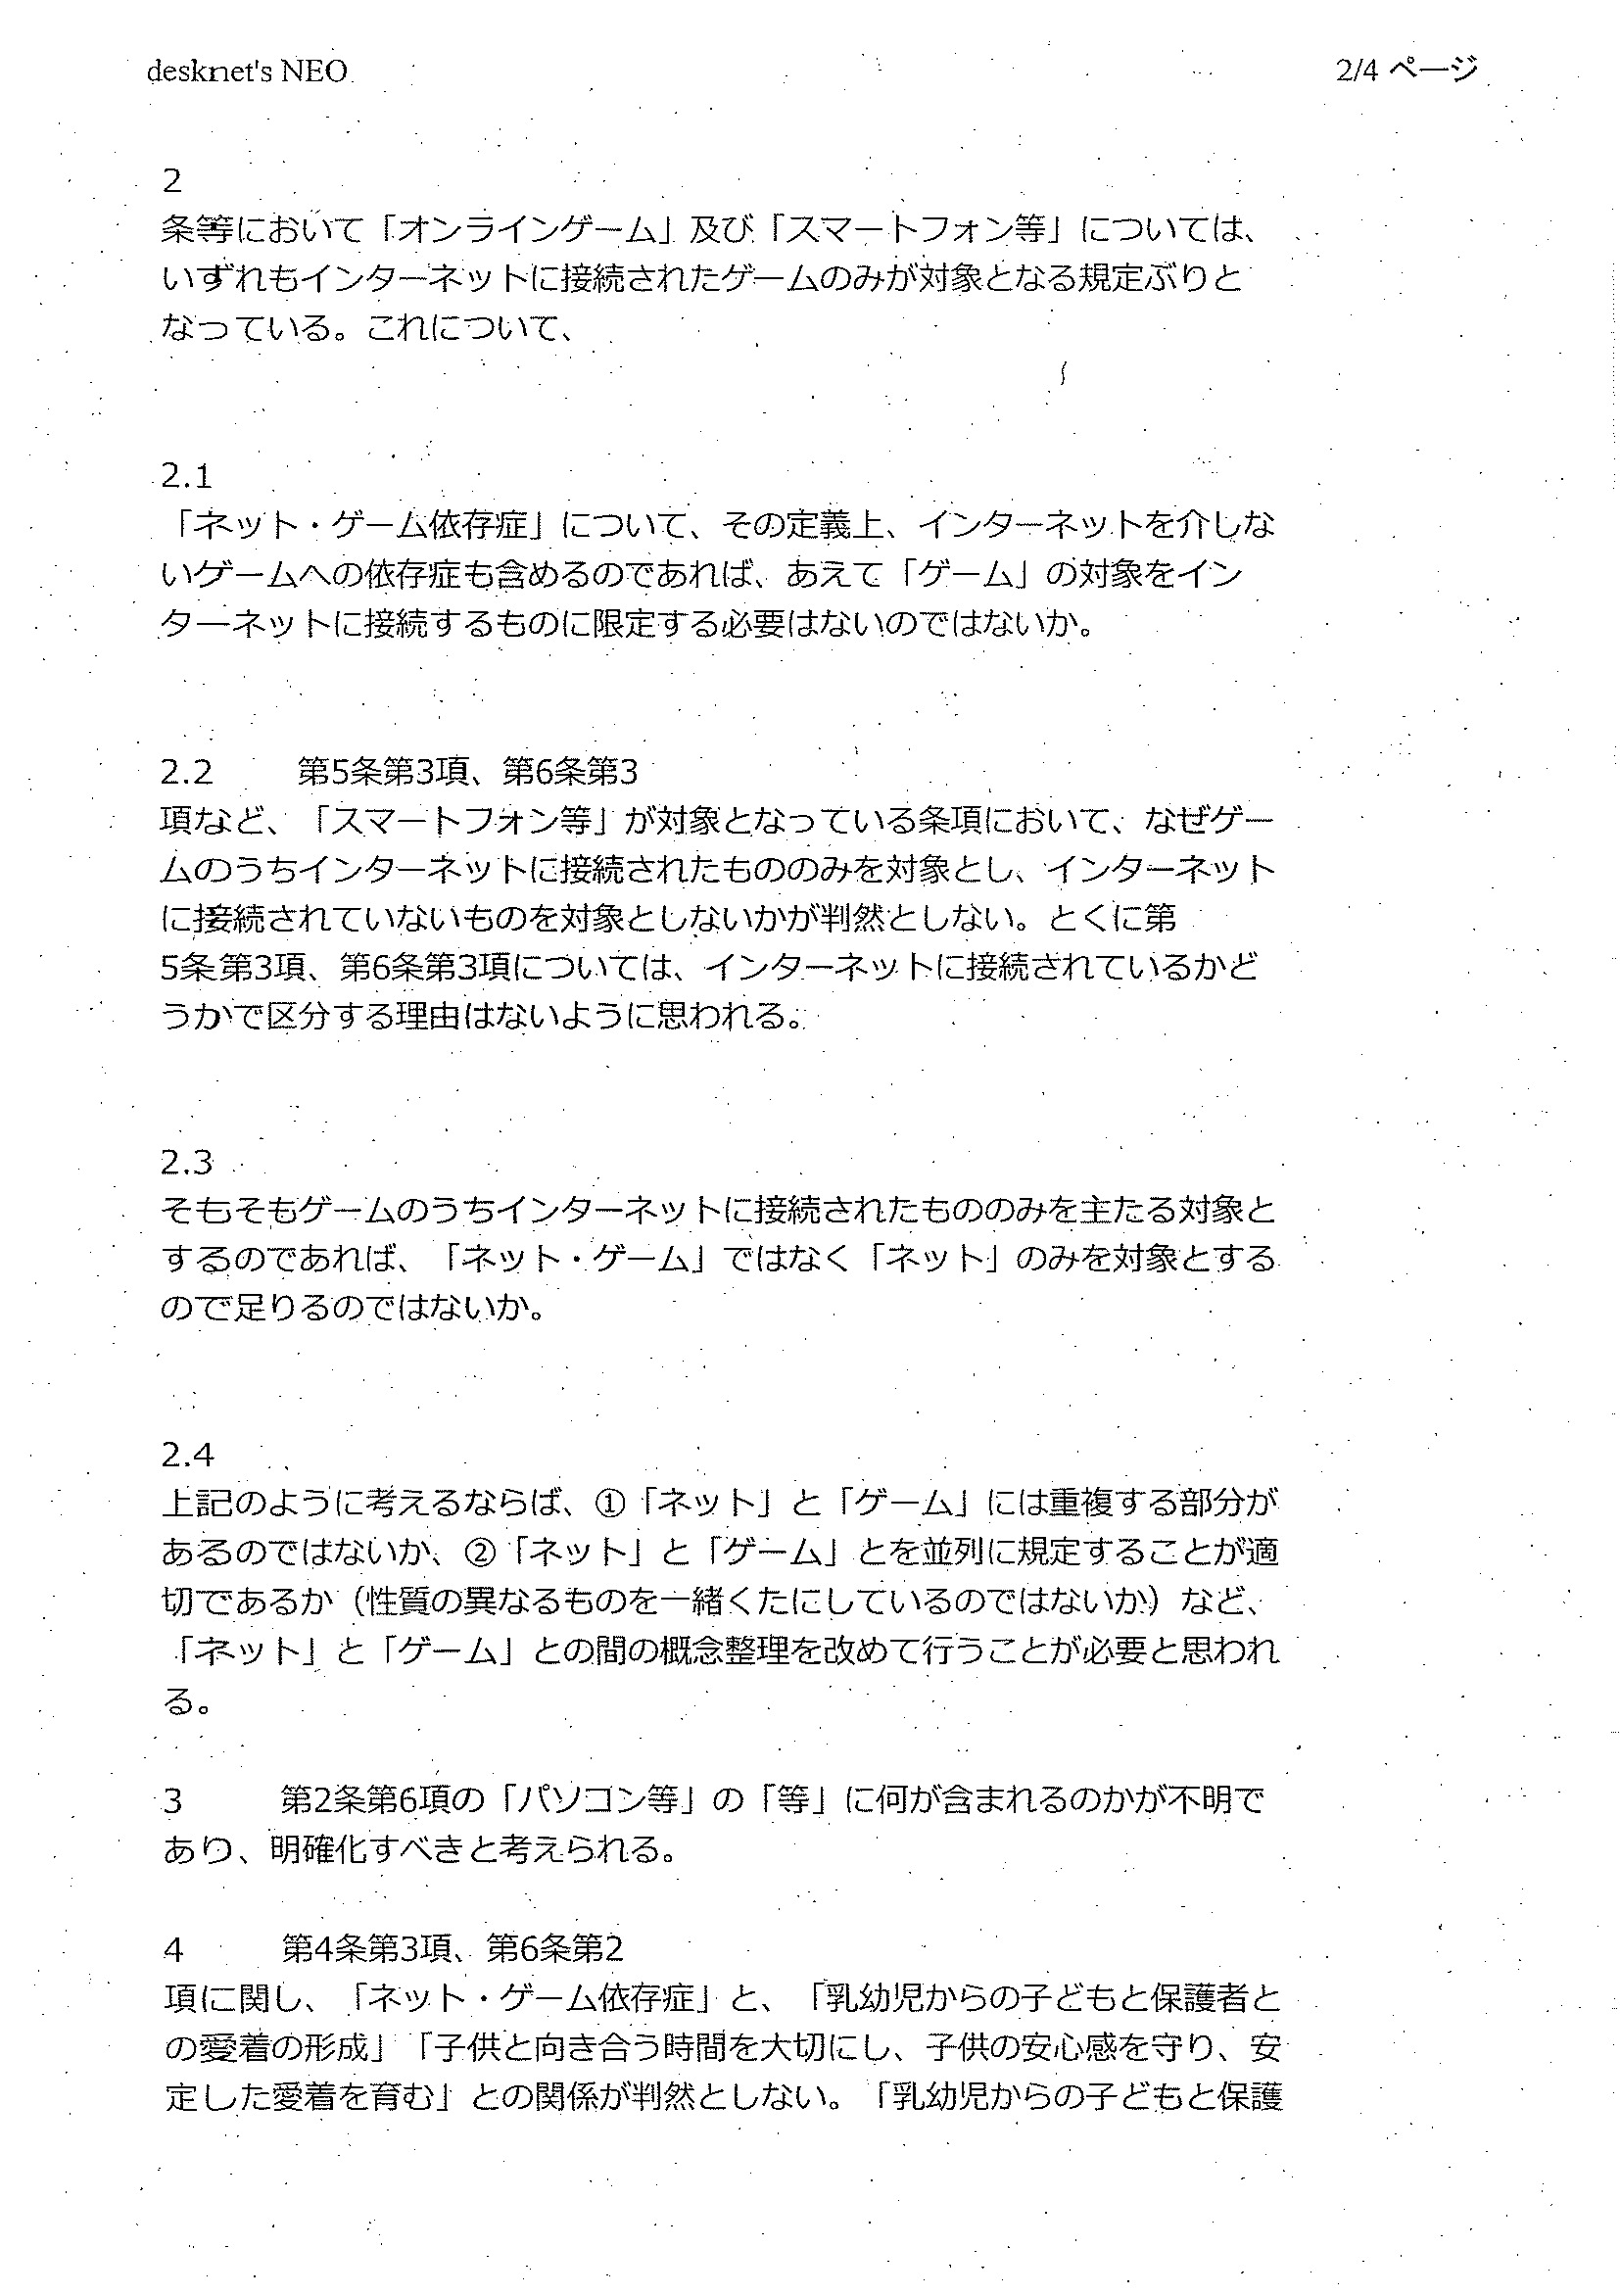 desknet's NEO
2/4 ページ
2
条等において「オンラインゲーム」及び「スマートフォン等」については、
いずれもインターネットに接続されたゲームのみが対象となる規定ぶりと
なっている。これについて、
2.1
「ネット・ゲーム依存症」について、その定義上、インターネットを介しな
いゲームへの依存症も含めるのであれば、あえて「ゲーム」の対象をイン
ターネットに接続するものに限定する必要はないのではないか。
2.2 第5条第3項、第6条第3
項など、「スマートフォン等」が対象となっている条項において、なぜゲー
ムのうちインターネットに接続されたもののみを対象とし、インターネット
に接続されていないものを対象としないかが判然としない。とくに第
5条第3項、第6条第3項については、インターネットに接続されているかど
うかで区分する理由はないように思われる。
2.3
そもそもゲームのうちインターネットに接続されたもののみを主たる対象と
するのであれば、「ネット・ゲーム」ではなく「ネット」のみを対象とする
ので足りるのではないか。
2.4
上記のように考えるならば、①「ネット」と「ゲーム」には重複する部分が
あるのではないか、②「ネット」と「ゲーム」とを並列に規定することが適
切であるか（性質の異なるものを一緒くたにしているのではないか）など、
「ネット」と「ゲーム」との間の概念整理を改めて行うことが必要と思われ
る。
3 第2条第6項の「パソコン等」の「等」に何が含まれるのかが不明で
あり、明確化すべきと考えられる。
4 第4条第3項、第6条第2
項に関し、「ネット・ゲーム依存症」と、「乳幼児からの子どもと保護者と
の愛着の形成」「子供と向き合う時間を大切にし、子供の安心感を守り、安
定した愛着を育む」との関係が判然としない。「乳幼児からの子どもと保護